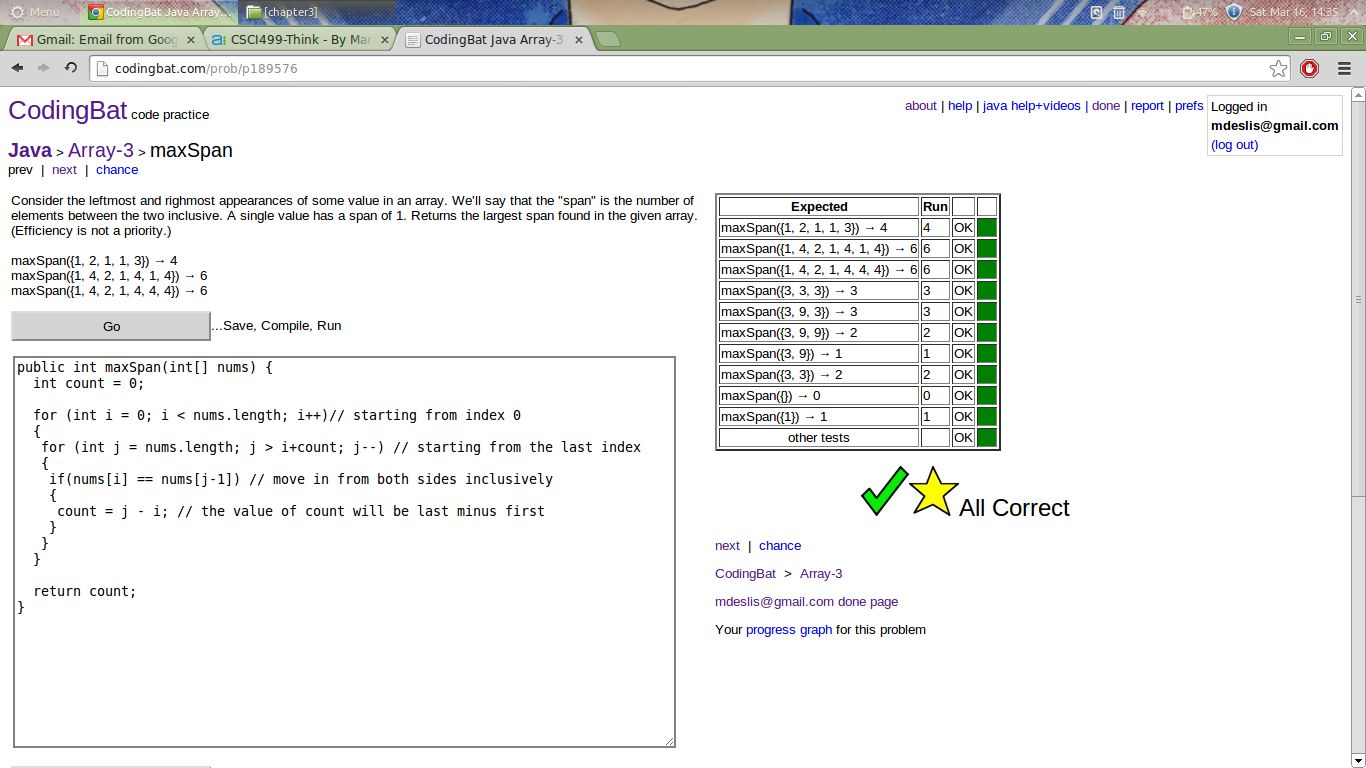 Menu CodingBat Java Array... [chapter3] 47% Sat Mar 16, 14:35
Gmail: Email from Goog × CSCI499-Think - By Mar × CodingBat Java Array-3 ×
codingbat.com/prob/p189576
CodingBat code practice
about | help | java help+videos | done | report | prefs
Logged in
mdeslis@gmail.com
(log out)
Java > Array-3 > maxSpan
prev | next | chance
Consider the leftmost and righmost appearances of some value in an array. We'll say that the "span" is the number of
elements between the two inclusive. A single value has a span of 1. Returns the largest span found in the given array.
(Efficiency is not a priority.)
maxSpan({1, 2, 1, 1, 3}) → 4
maxSpan({1, 4, 2, 1, 4, 1, 4}) → 6
maxSpan({1, 4, 2, 1, 4, 4, 4}) → 6
Go ...Save, Compile, Run
public int maxSpan(int[] nums) {
  int count = 0;
  for (int i = 0; i < nums.length; i++)// starting from index 0
  {
   for (int j = nums.length; j > i+count; j--) // starting from the last index
   {
    if(nums[i] == nums[j-1]) // move in from both sides inclusively
    {
     count = j - i; // the value of count will be last minus first
    }
   }
  }
  return count;
}
Expected Run
maxSpan({1, 2, 1, 1, 3}) → 4 4 OK
maxSpan({1, 4, 2, 1, 4, 1, 4}) → 6 6 OK
maxSpan({1, 4, 2, 1, 4, 4, 4}) → 6 6 OK
maxSpan({3, 3, 3}) → 3 3 OK
maxSpan({3, 9, 3}) → 3 3 OK
maxSpan({3, 9, 9}) → 2 2 OK
maxSpan({3, 9}) → 1 1 OK
maxSpan({3, 3}) → 2 2 OK
maxSpan({}) → 0 0 OK
maxSpan({1}) → 1 1 OK
other tests OK
All Correct
next | chance
CodingBat > Array-3
mdeslis@gmail.com done page
Your progress graph for this problem